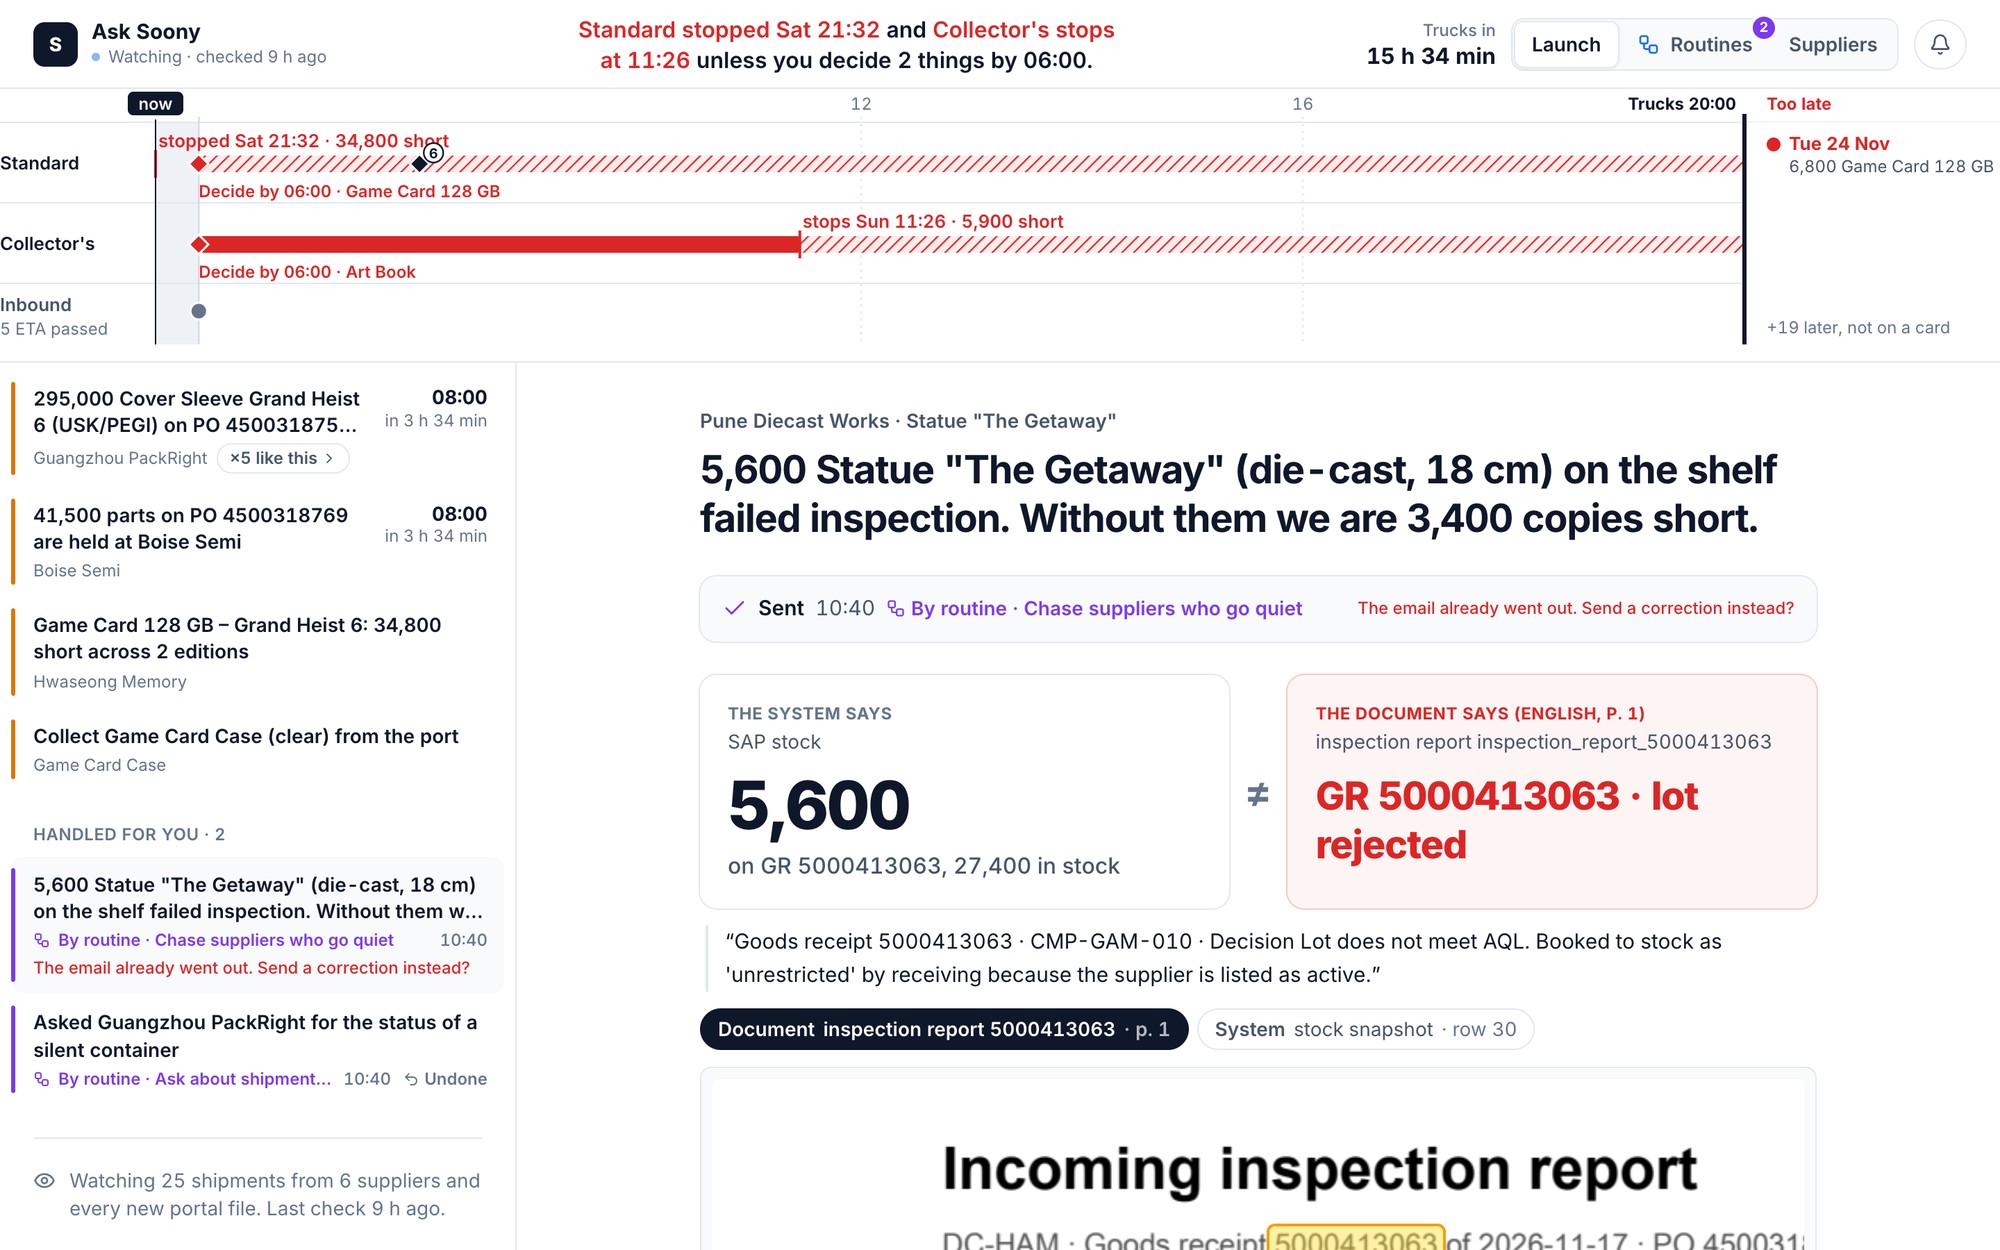 S
Ask Soony
Watching · checked 9 h ago
Standard stopped Sat 21:32 and Collector's stops
at 11:26 unless you decide 2 things by 06:00.
Trucks in
15 h 34 min
Launch
Routines
2
Suppliers
now
12
16
Trucks 20:00
Too late
Standard
stopped Sat 21:32 · 34,800 short
6
Decide by 06:00 · Game Card 128 GB
Tue 24 Nov
6,800 Game Card 128 GB
Collector's
stops Sun 11:26 · 5,900 short
Decide by 06:00 · Art Book
Inbound
5 ETA passed
+19 later, not on a card
295,000 Cover Sleeve Grand Heist
6 (USK/PEGI) on PO 450031875…
08:00
in 3 h 34 min
Guangzhou PackRight
×5 like this
41,500 parts on PO 4500318769
are held at Boise Semi
08:00
in 3 h 34 min
Boise Semi
Game Card 128 GB – Grand Heist 6: 34,800
short across 2 editions
Hwaseong Memory
Collect Game Card Case (clear) from the port
Game Card Case
HANDLED FOR YOU · 2
5,600 Statue "The Getaway" (die-cast, 18 cm)
on the shelf failed inspection. Without them w…
By routine · Chase suppliers who go quiet
10:40
The email already went out. Send a correction instead?
Asked Guangzhou PackRight for the status of a
silent container
By routine · Ask about shipment…
10:40
Undone
Watching 25 shipments from 6 suppliers and
every new portal file. Last check 9 h ago.
Pune Diecast Works · Statue "The Getaway"
5,600 Statue "The Getaway" (die-cast, 18 cm) on the shelf
failed inspection. Without them we are 3,400 copies short.
Sent 10:40 By routine · Chase suppliers who go quiet
The email already went out. Send a correction instead?
THE SYSTEM SAYS
SAP stock
5,600
on GR 5000413063, 27,400 in stock
≠
THE DOCUMENT SAYS (ENGLISH, P. 1)
inspection report inspection_report_5000413063
GR 5000413063 · lot
rejected
“Goods receipt 5000413063 · CMP-GAM-010 · Decision Lot does not meet AQL. Booked to stock as
'unrestricted' by receiving because the supplier is listed as active.”
Document inspection report 5000413063 · p. 1
System stock snapshot · row 30
Incoming inspection report
DC-HAM · Goods receipt 5000413063 of 2026-11-17 · PO 450031